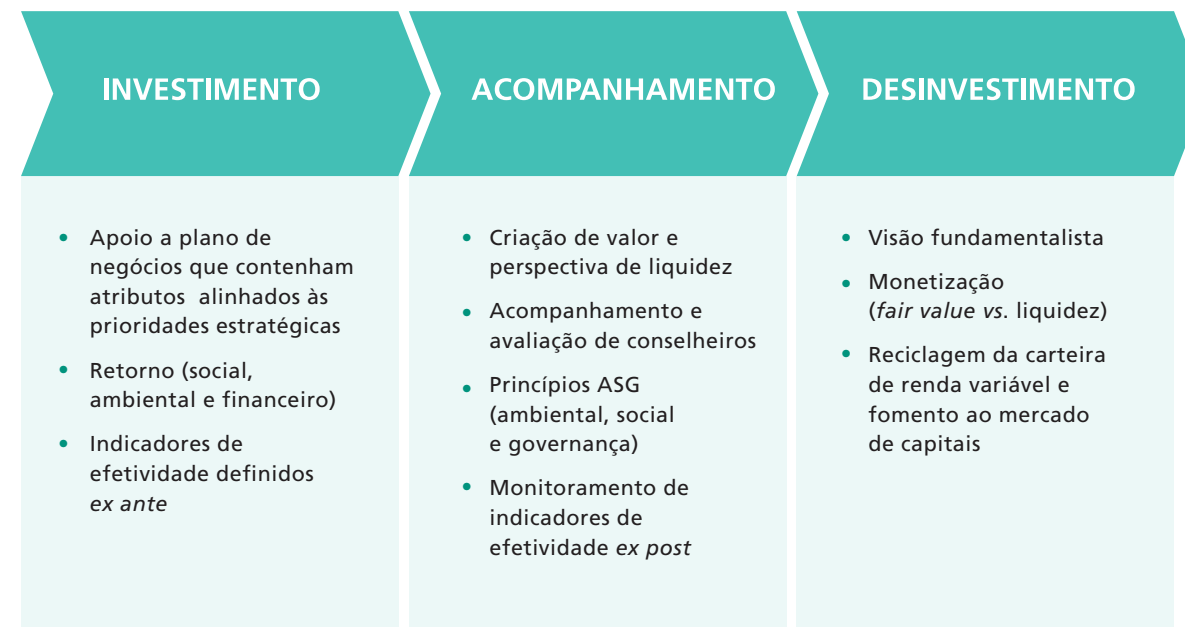 INVESTIMENTO
• Apoio a plano de
negócios que contenham
atributos alinhados às
prioridades estratégicas
• Retorno (social,
ambiental e financeiro)
• Indicadores de
efetividade definidos
ex ante
ACOMPANHAMENTO
• Criação de valor e
perspectiva de liquidez
• Acompanhamento e
avaliação de conselheiros
• Princípios ASG
(ambiental, social
e governança)
• Monitoramento de
indicadores de
efetividade ex post
DESINVESTIMENTO
• Visão fundamentalista
• Monetização
(fair value vs. liquidez)
• Reciclagem da carteira
de renda variável e
fomento ao mercado
de capitais